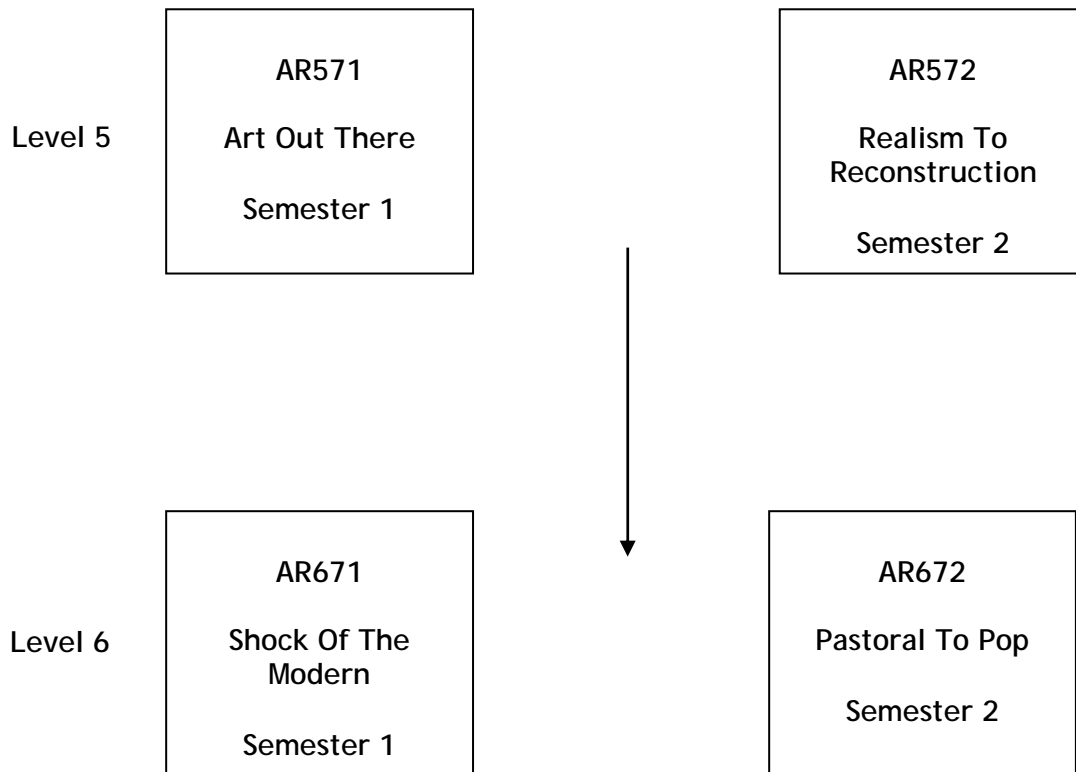 Level 5
AR571
Art Out There
Semester 1
AR572
Realism To
Reconstruction
Semester 2
Level 6
AR671
Shock Of The
Modern
Semester 1
AR672
Pastoral To Pop
Semester 2